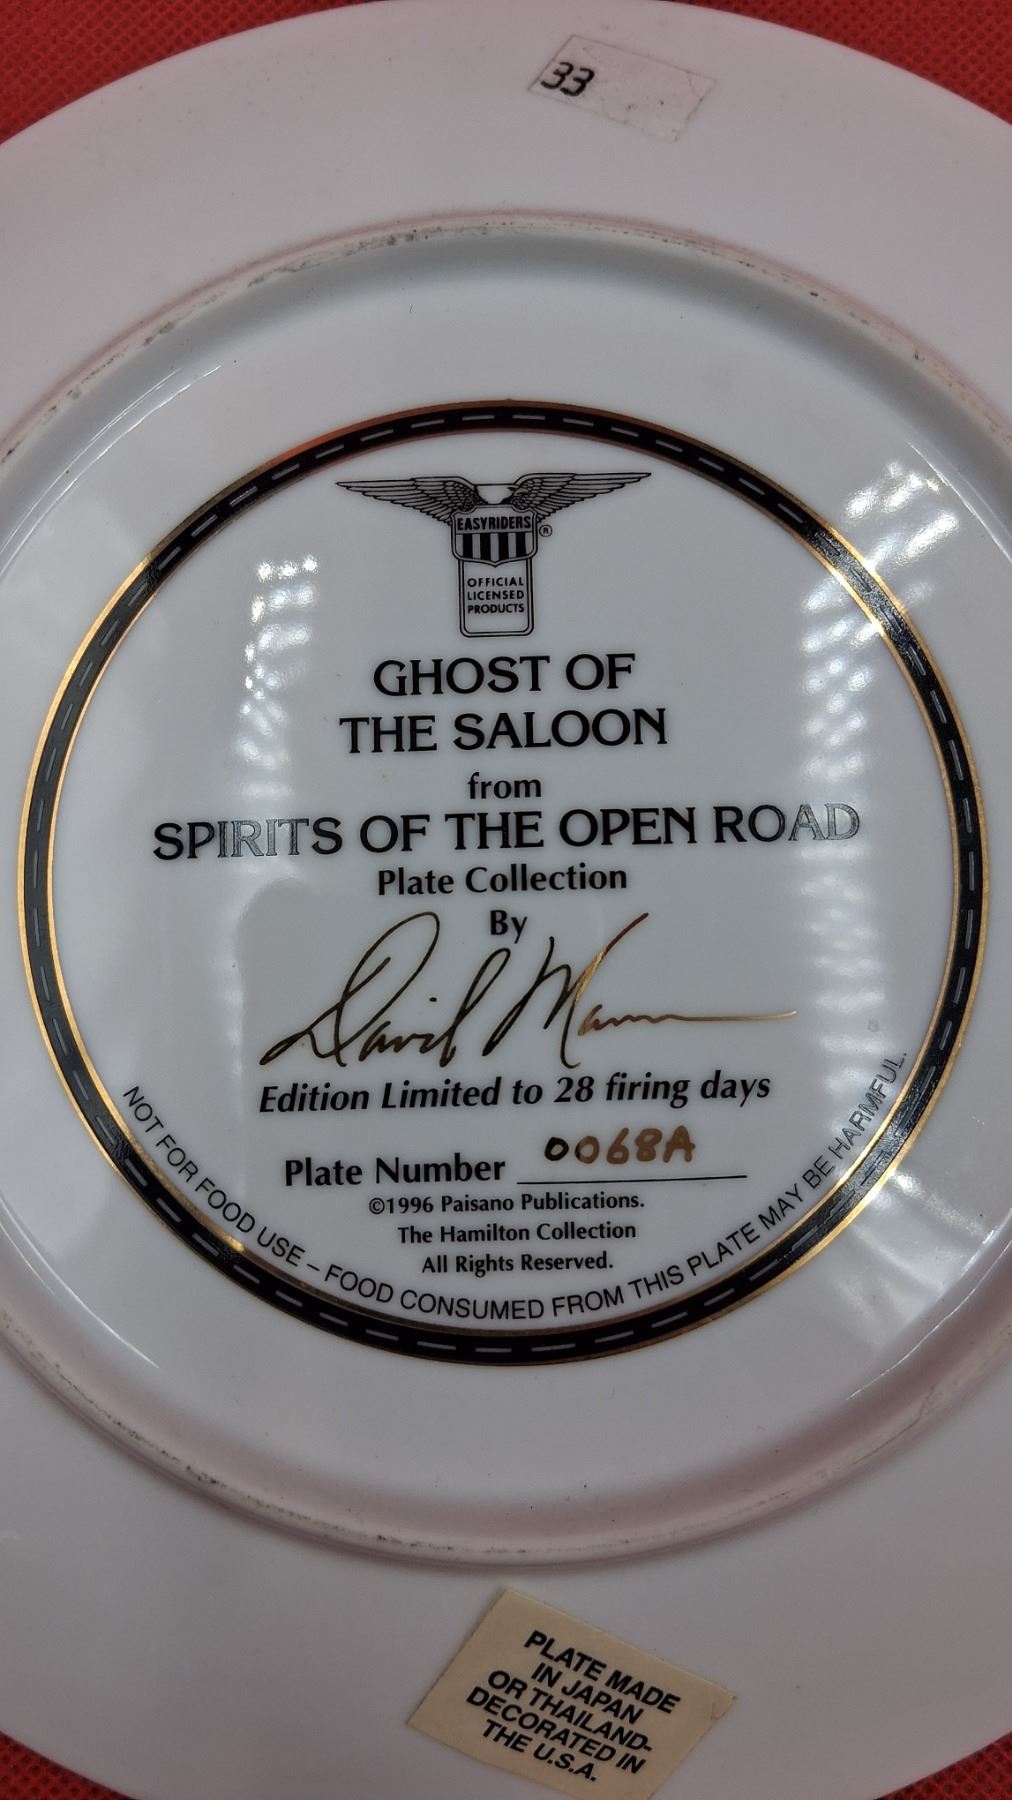 33
EASYRIDERS ®
OFFICIAL
LICENSED
PRODUCTS
GHOST OF
THE SALOON
from
SPIRITS OF THE OPEN ROAD
Plate Collection
By
David Mann
Edition Limited to 28 firing days
Plate Number 0068A
©1996 Paisano Publications.
The Hamilton Collection
All Rights Reserved.
NOT FOR FOOD USE – FOOD CONSUMED FROM THIS PLATE MAY BE HARMFUL.
PLATE MADE
IN JAPAN
OR THAILAND-
DECORATED IN
THE U.S.A.